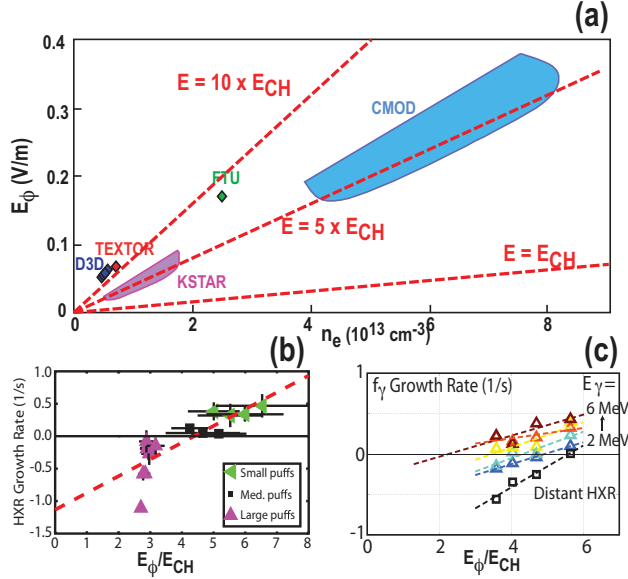 (a)
0.4
0.3
0.2
0.1
0
E_ϕ (V/m)
E = 10 x E_CH
CMOD
FTU
TEXTOR
D3D
E = 5 x E_CH
KSTAR
E = E_CH
2 4 6 8
n_e (10^13 cm^-3)
(b)
1.0
0.5
0.0
-0.5
-1.0
-1.5
HXR Growth Rate (1/s)
Small puffs
Med. puffs
Large puffs
0 1 2 3 4 5 6 7 8
E_ϕ/E_CH
(c)
f_γ Growth Rate (1/s)
E_γ =
1
6 MeV
2 MeV
0
Distant HXR
-1
0 2 4 6
E_ϕ/E_CH